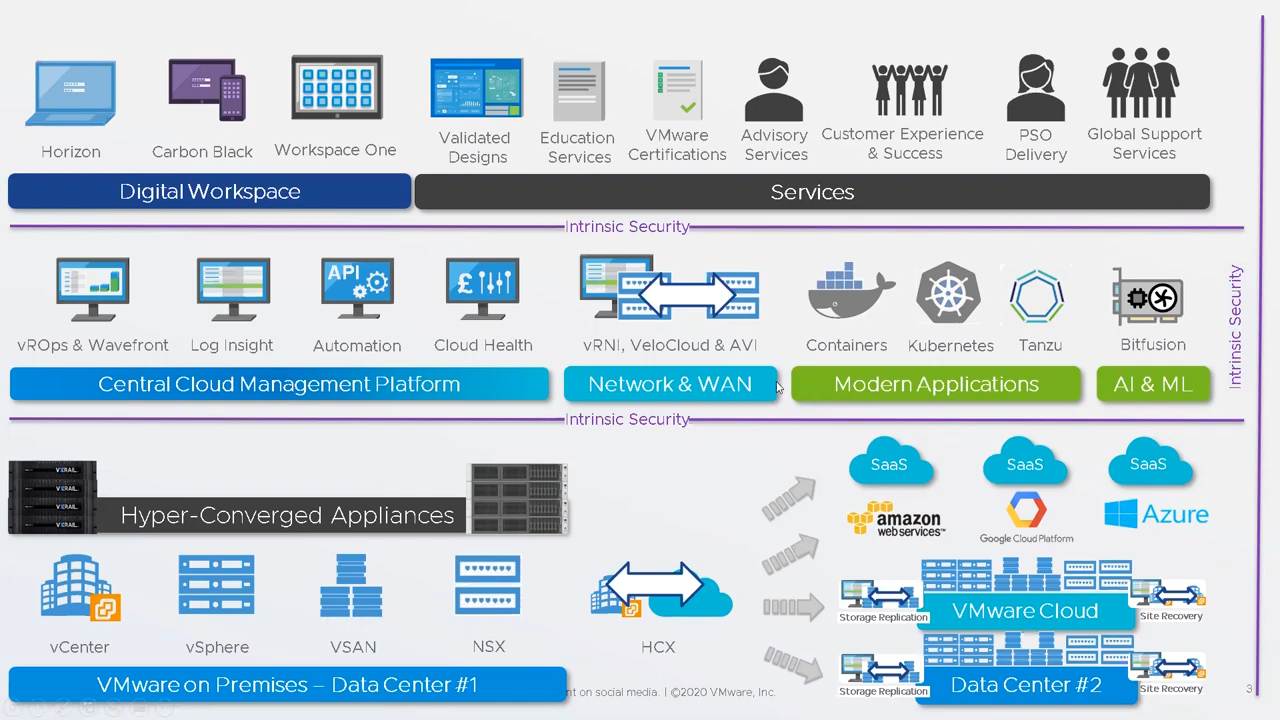 Horizon
Carbon Black
Workspace One
Validated
Designs
Education
Services
VMware
Certifications
Advisory
Services
Customer Experience
& Success
PSO
Delivery
Global Support
Services
Digital Workspace
Services
Intrinsic Security
API
£
vROps & Wavefront
Log Insight
Automation
Cloud Health
vRNI, VeloCloud & AVI
Containers
Kubernetes
Tanzu
Bitfusion
Intrinsic Security
Central Cloud Management Platform
Network & WAN
Modern Applications
AI & ML
Intrinsic Security
SaaS
SaaS
SaaS
VXRAIL
VXRAIL
VXRAIL
VXRAIL
Hyper-Converged Appliances
amazon
webservices™
Google Cloud Platform
Azure
vCenter
vSphere
VSAN
NSX
HCX
Storage Replication
VMware Cloud
Site Recovery
VMware on Premises – Data Center #1
nt on social media. | ©2020 VMware, Inc.
Storage Replication
Data Center #2
Site Recovery
3